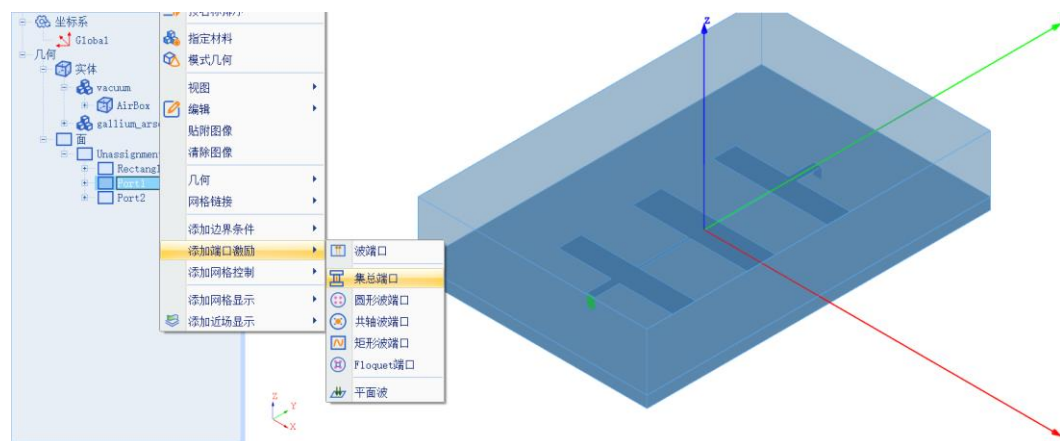 坐标系
Global
几何
实体
vacuum
AirBox
面
Port1
Port2
指定材料
模式几何
视图
编辑
贴附图像
清除图像
几何
网格链接
添加边界条件
添加端口激励
添加网格控制
添加网格显示
添加近场显示
波端口
集总端口
圆形波端口
共轴波端口
矩形波端口
Floquet端口
平面波
z
Z
Y
X